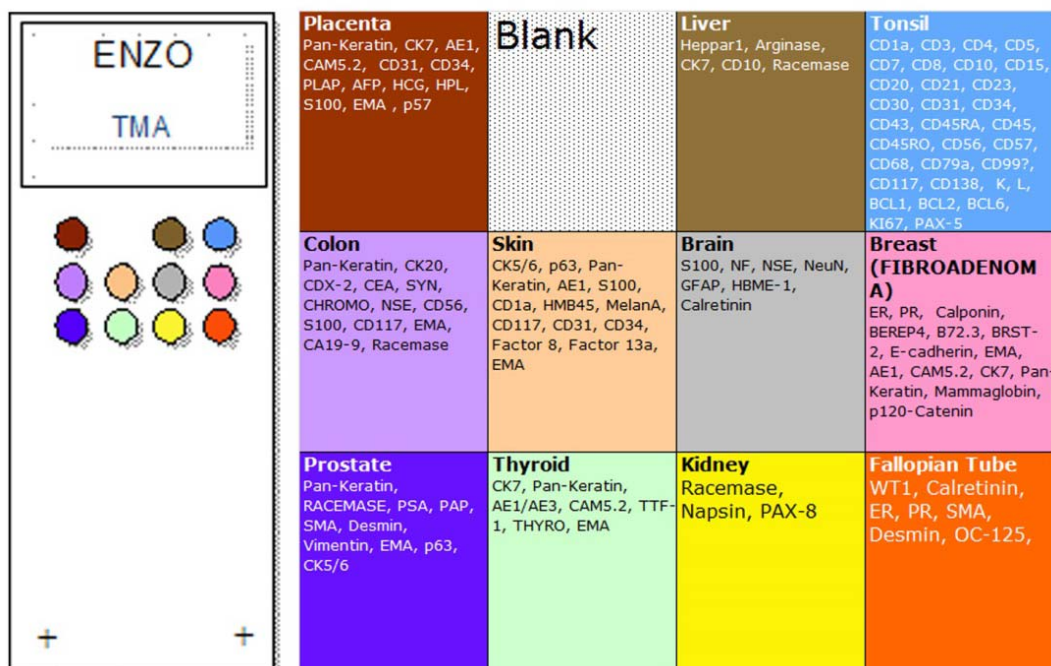 ENZO
TMA
Placenta
Pan-Keratin, CK7, AE1,
CAM5.2, CD31, CD34,
PLAP, AFP, HCG, HPL,
S100, EMA , p57
Blank
Liver
Heppar1, Arginase,
CK7, CD10, Racemase
Tonsil
CD1a, CD3, CD4, CD5,
CD7, CD8, CD10, CD15,
CD20, CD21, CD23,
CD30, CD31, CD34,
CD43, CD45RA, CD45,
CD45RO, CD56, CD57,
CD68, CD79a, CD99?,
CD117, CD138, K, L,
BCL1, BCL2, BCL6,
KI67, PAX-5
Colon
Pan-Keratin, CK20,
CDX-2, CEA, SYN,
CHROMO, NSE, CD56,
S100, CD117, EMA,
CA19-9, Racemase
Skin
CK5/6, p63, Pan-
Keratin, AE1, S100,
CD1a, HMB45, MelanA,
CD117, CD31, CD34,
Factor 8, Factor 13a,
EMA
Brain
S100, NF, NSE, NeuN,
GFAP, HBME-1,
Calretinin
Breast
(FIBROADENOM
A)
ER, PR, Calponin,
BEREP4, B72.3, BRST-
2, E-cadherin, EMA,
AE1, CAM5.2, CK7, Pan-
Keratin, Mammaglobin,
p120-Catenin
Prostate
Pan-Keratin,
RACEMASE, PSA, PAP,
SMA, Desmin,
Vimentin, EMA, p63,
CK5/6
Thyroid
CK7, Pan-Keratin,
AE1/AE3, CAM5.2, TTF-
1, THYRO, EMA
Kidney
Racemase,
Napsin, PAX-8
Fallopian Tube
WT1, Calretinin,
ER, PR, SMA,
Desmin, OC-125,
+ +